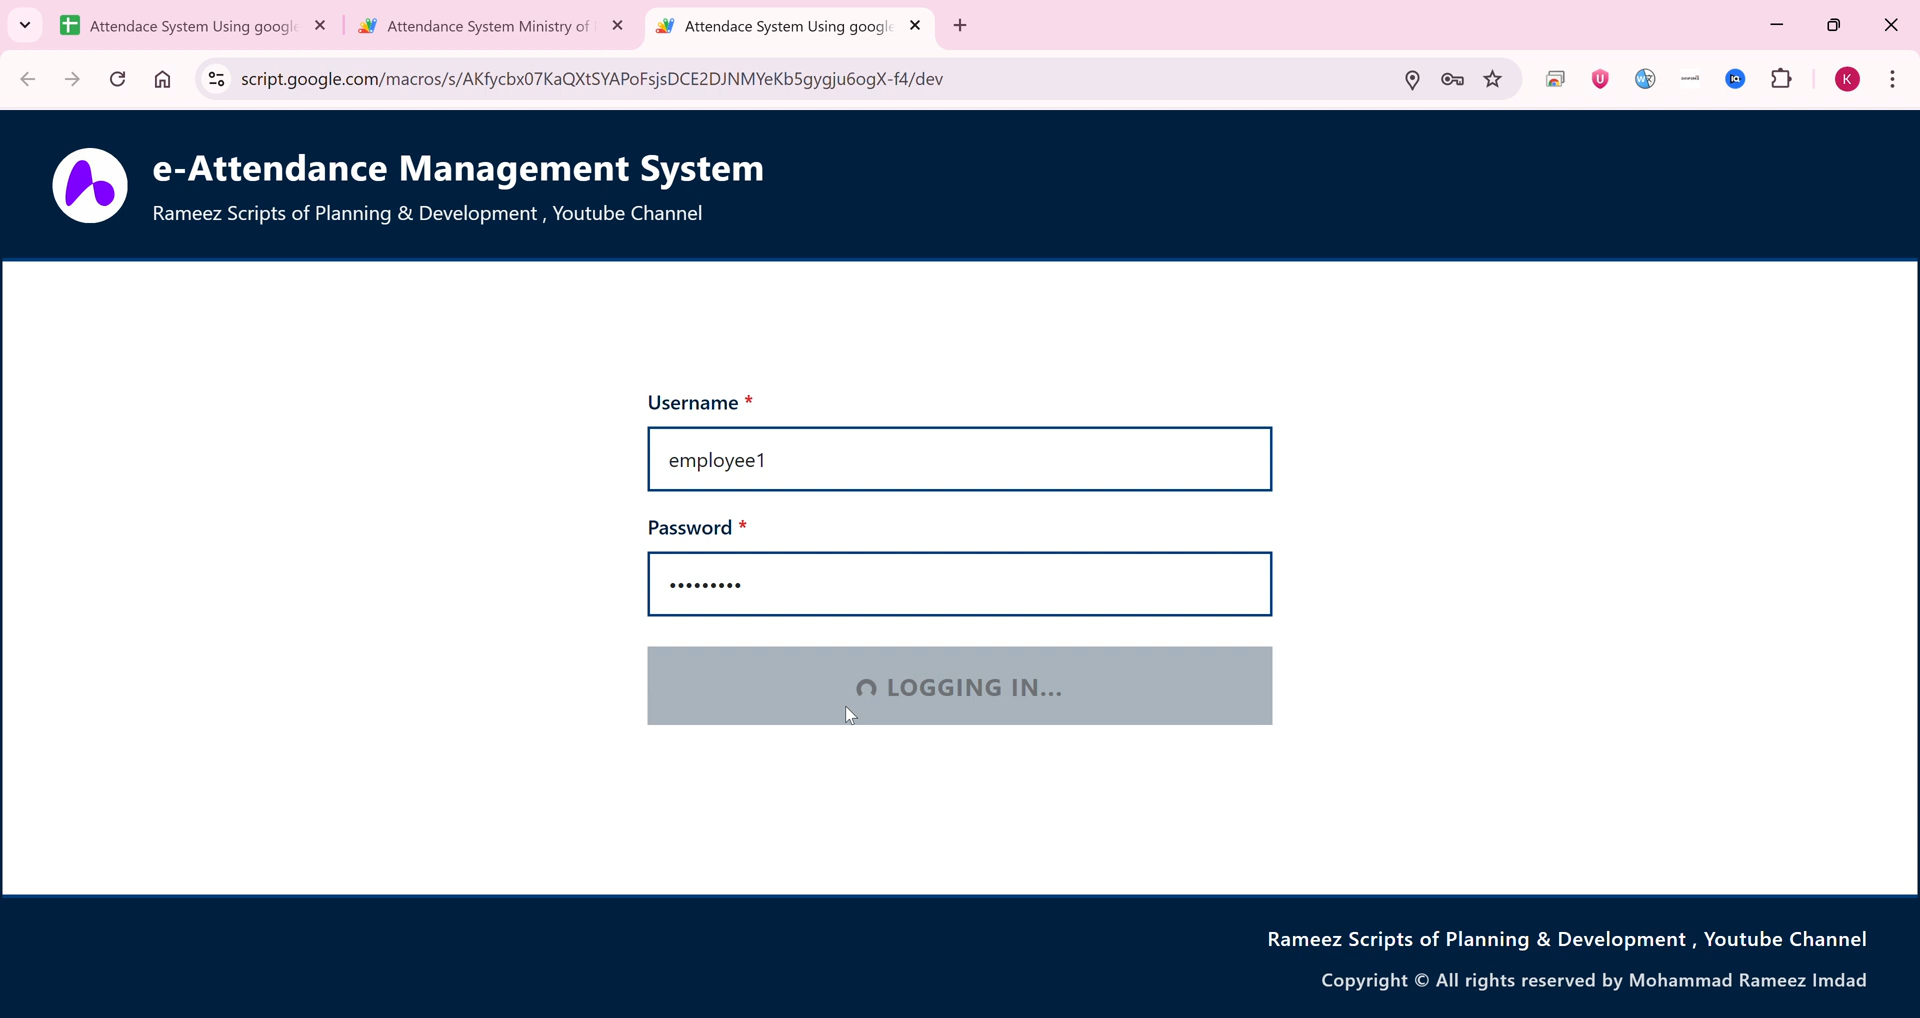 Attendace System Using googl
Attendance System Ministry of
Attendace System Using googl
script.google.com/macros/s/AKfycbx07KaQXtSYAPoFsjsDCE2DJNMYeKb5gygju6ogX-f4/dev
K
e-Attendance Management System
Rameez Scripts of Planning & Development , Youtube Channel
Username *
employee1
Password *
•••••••••
LOGGING IN...
Rameez Scripts of Planning & Development , Youtube Channel
Copyright © All rights reserved by Mohammad Rameez Imdad